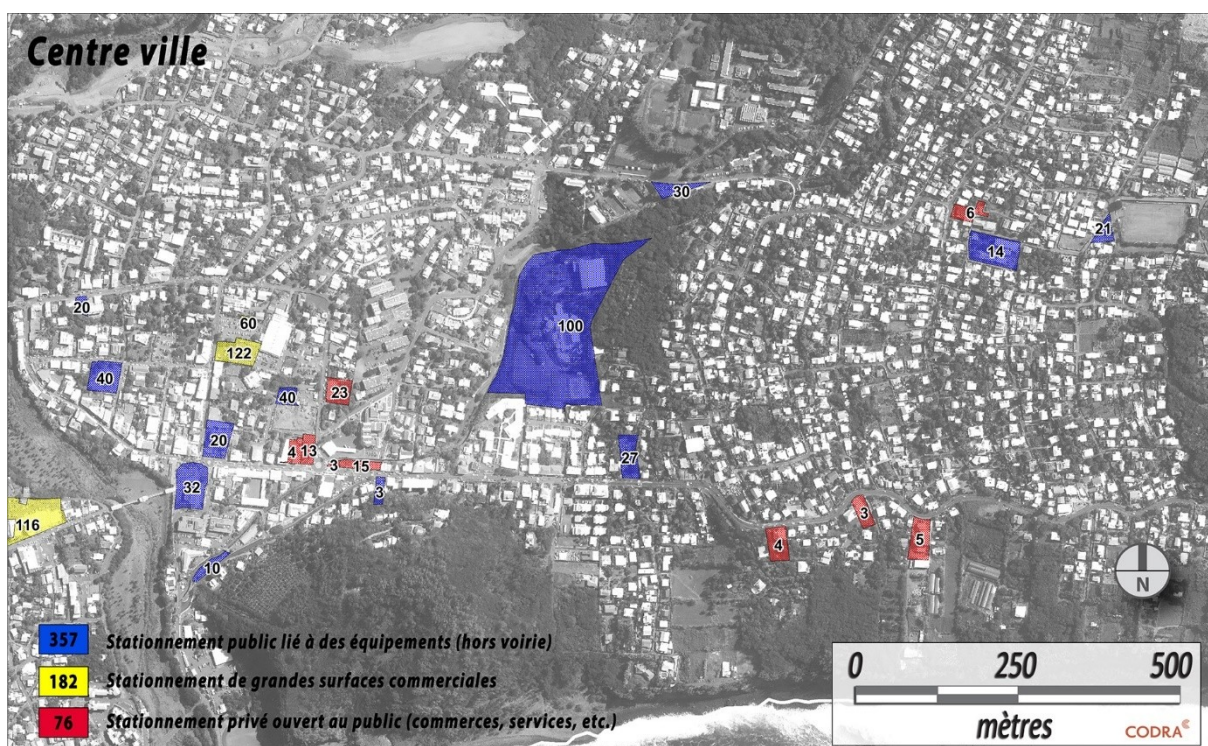 Centre ville
30
6
21
14
20
60
100
122
40
40
23
20
4 13
3 15
27
32
3
116
3
4
5
10
N
357 Stationnement public lié à des équipements (hors voirie)
182 Stationnement de grandes surfaces commerciales
76 Stationnement privé ouvert au public (commerces, services, etc.)
0 250 500
mètres
CODRA